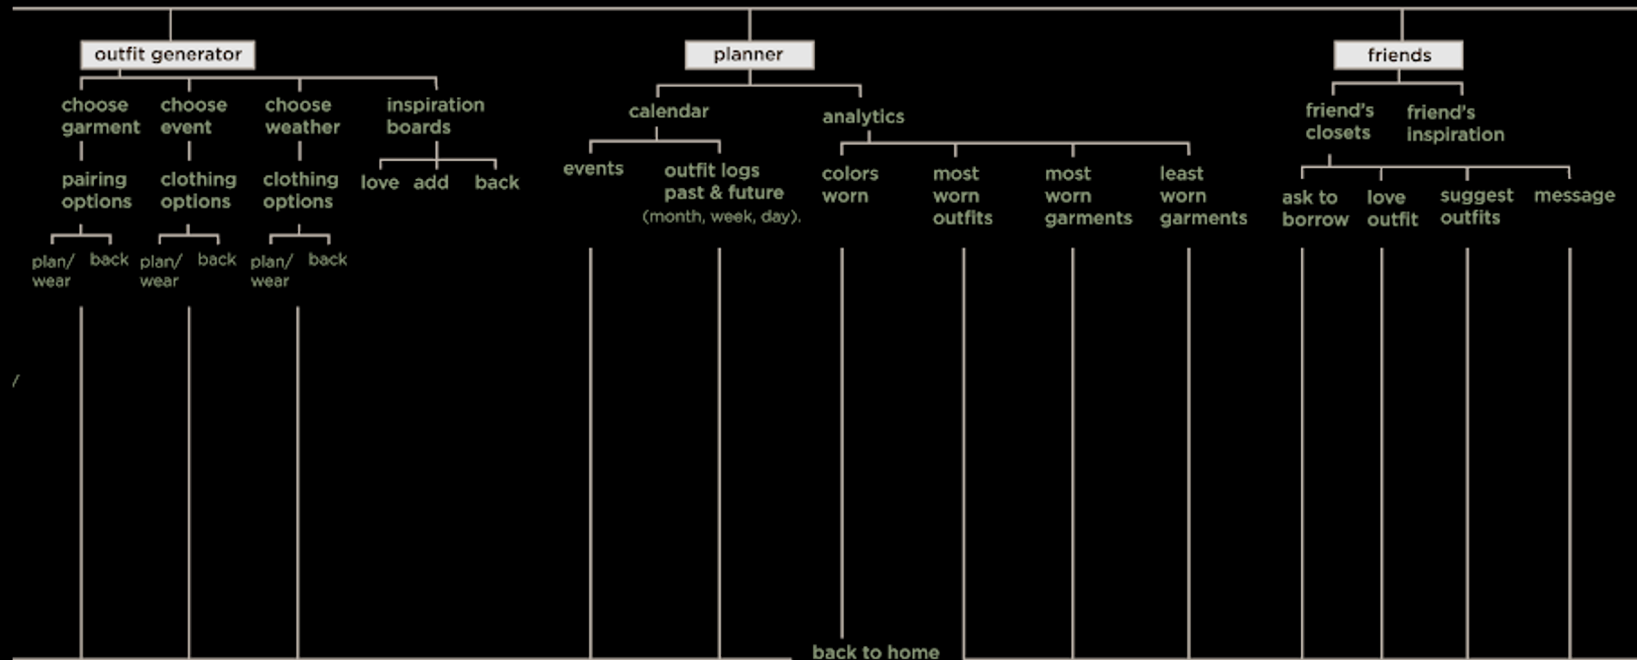 outfit generator
planner
friends
choose
garment
choose
event
choose
weather
inspiration
boards
pairing
options
clothing
options
clothing
options
love
add
back
plan/
wear
back
plan/
wear
back
plan/
wear
back
/
calendar
analytics
events
outfit logs
past & future
(month, week, day).
colors
worn
most
worn
outfits
most
worn
garments
least
worn
garments
friend's
closets
friend's
inspiration
ask to
borrow
love
outfit
suggest
outfits
message
back to home